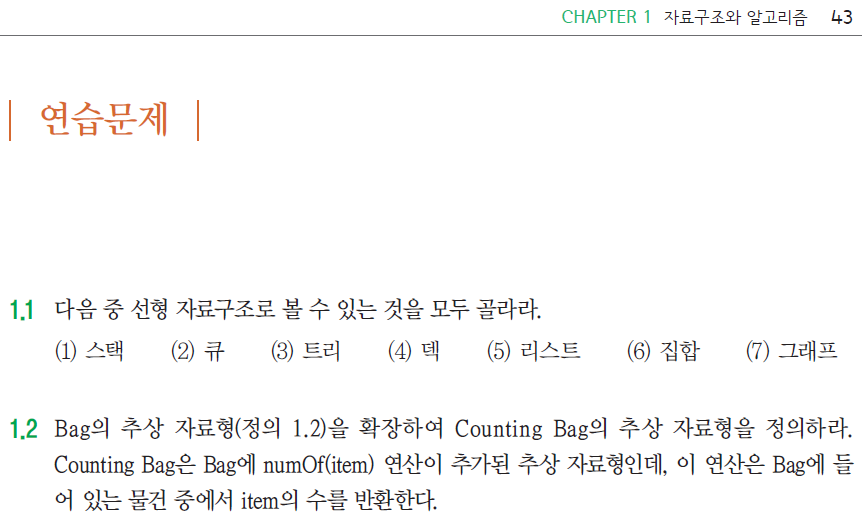 CHAPTER 1 자료구조와 알고리즘 43
연습문제
1.1 다음 중 선형 자료구조로 볼 수 있는 것을 모두 골라라.
(1) 스택 (2) 큐 (3) 트리 (4) 덱 (5) 리스트 (6) 집합 (7) 그래프
1.2 Bag의 추상 자료형(정의 1.2)을 확장하여 Counting Bag의 추상 자료형을 정의하라.
Counting Bag은 Bag에 numOf(item) 연산이 추가된 추상 자료형인데, 이 연산은 Bag에 들
어 있는 물건 중에서 item의 수를 반환한다.